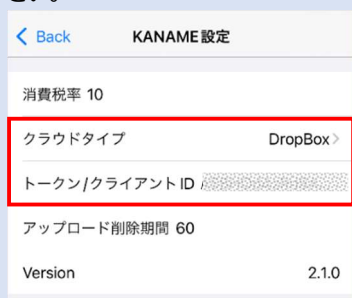 Back
KANAME設定
消費税率 10
クラウドタイプ DropBox
トークン/クライアント ID
アップロード削除期間 60
Version 2.1.0